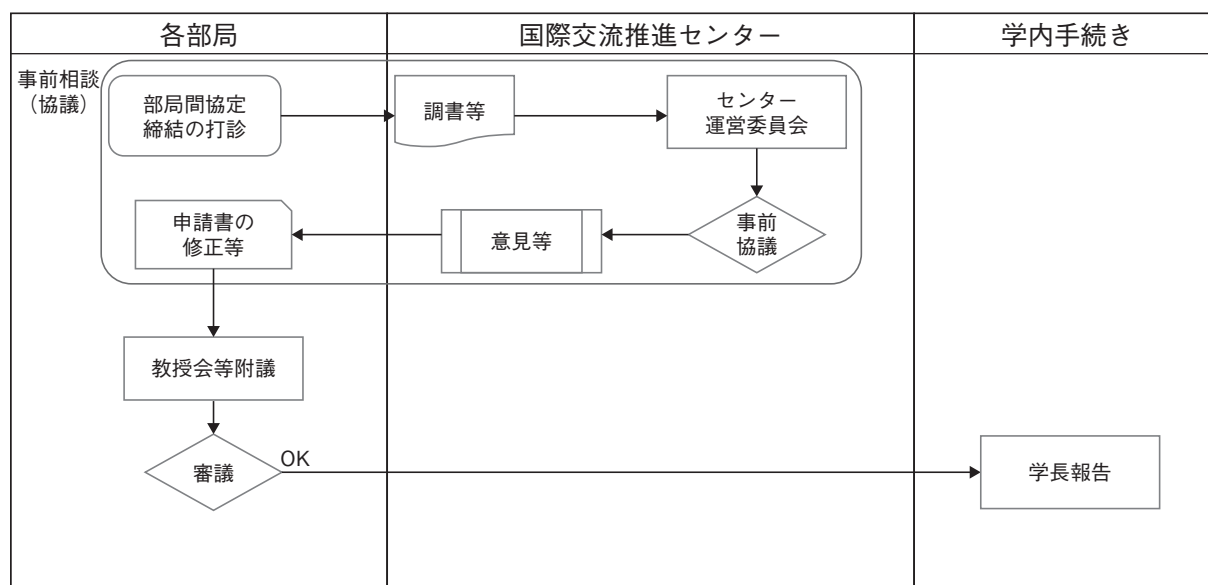 各部局
国際交流推進センター
学内手続き
事前相談
（協議）
部局間協定
締結の打診
調書等
センター
運営委員会
申請書の
修正等
意見等
事前
協議
教授会等附議
審議
OK
学長報告